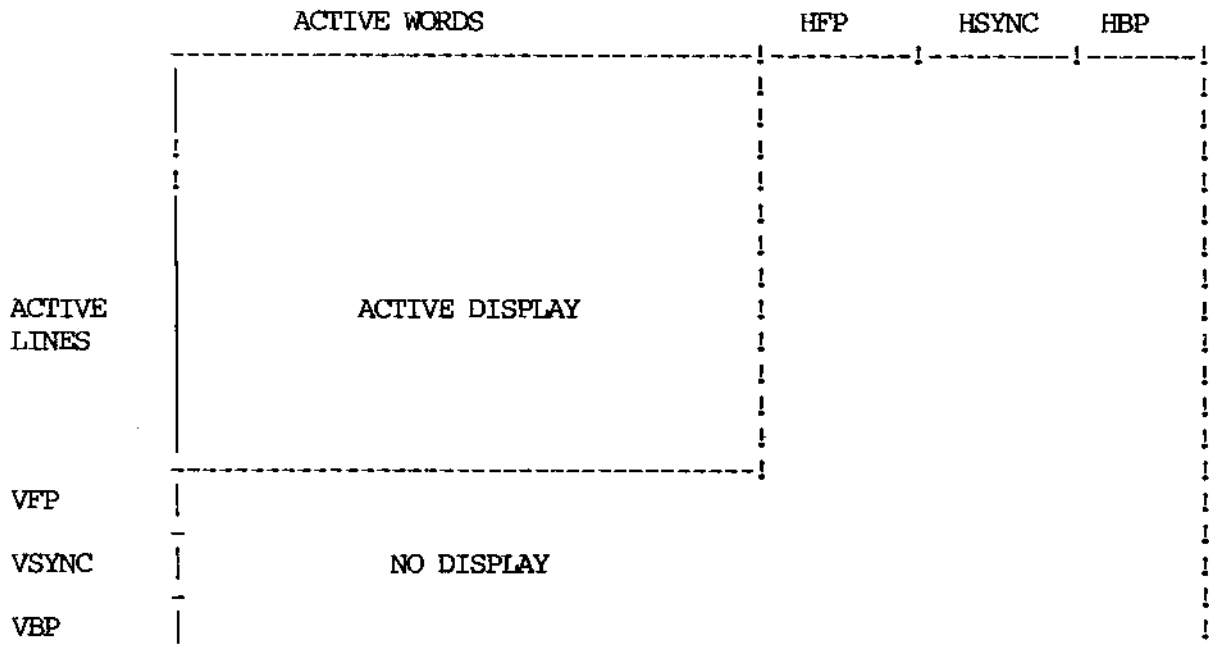 ACTIVE WORDS HFP HSYNC HBP
ACTIVE ACTIVE DISPLAY
LINES
VFP
VSYNC NO DISPLAY
VBP